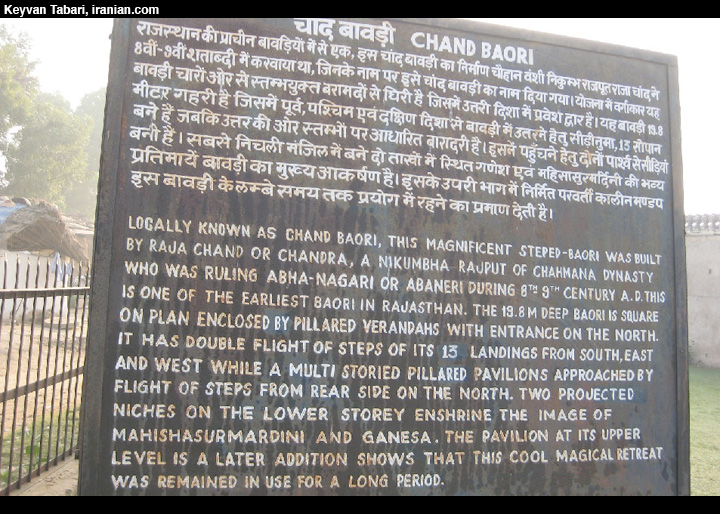 Keyvan Tabari, iranian.com
चांद बावड़ी CHAND BAORI
राजस्थान की प्राचीन बावड़ियों में से एक, इस चांद बावड़ी का निर्माण चौहान वंशी निकुम्भ राजपूत राजा चांद ने
8वीं-9वीं शताब्दी में करवाया था, जिनके नाम पर इसे चांद बावड़ी का नाम दिया गया। योजना में वर्गाकार यह
बावड़ी चारों ओर से स्तम्भयुक्त बरामदों से घिरी है जिसमें उतरी दिशा में प्रवेश द्वार है। यह बावड़ी 19.8
मीटर गहरी है जिसमें पूर्व, पश्चिम एवं दक्षिण दिशा से बावड़ी में उतरने हेतु सीढ़ीनुमा, 13 सौपान
बने हैं जबकि उतर की ओर स्तम्भों पर आधारित बारादरी है। इसमें पहुँचने हेतु दोनों पार्श्व से सीढ़ियां
बनी हैं। सबसे निचली मंजिल में बने दो ताखों में स्थित गणेश एवं महिसासुरमर्दिनी की भव्य
प्रतिमायें बावड़ी का मुख्य आकर्षण है। इसके उपरी भाग में निर्मित परवर्ती कालीन मण्डप
इस बावड़ी के लम्बे समय तक प्रयोग में रहने का प्रमाण देती है।
LOCALLY KNOWN AS CHAND BAORI, THIS MAGNIFICENT STEPED-BAORI WAS BUILT
BY RAJA CHAND OR CHANDRA, A NIKUMBHA RAJPUT OF CHAHMANA DYNASTY
WHO WAS RULING ABHA-NAGARI OR ABANERI DURING 8TH 9TH CENTURY A.D. THIS
IS ONE OF THE EARLIEST BAORI IN RAJASTHAN. THE 19.8M DEEP BAORI IS SQUARE
ON PLAN ENCLOSED BY PILLARED VERANDAHS WITH ENTRANCE ON THE NORTH.
IT HAS DOUBLE FLIGHT OF STEPS OF ITS 13 LANDINGS FROM SOUTH, EAST
AND WEST WHILE A MULTI STORIED PILLARED PAVILIONS APPROACHED BY
FLIGHT OF STEPS FROM REAR SIDE ON THE NORTH. TWO PROJECTED
NICHES ON THE LOWER STOREY ENSHRINE THE IMAGE OF
MAHISHASURMARDINI AND GANESA. THE PAVILION AT ITS UPPER
LEVEL IS A LATER ADDITION SHOWS THAT THIS COOL MAGICAL RETREAT
WAS REMAINED IN USE FOR A LONG PERIOD.